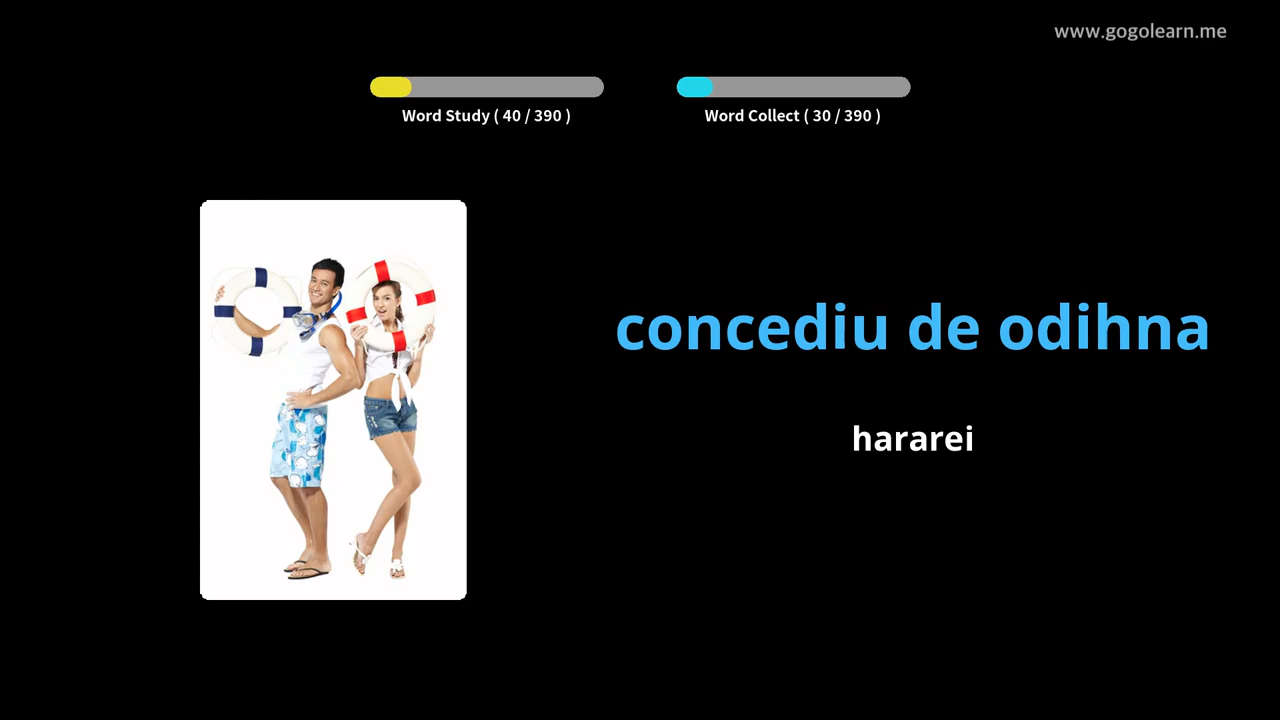 www.gogolearn.me
Word Study ( 40 / 390 )
Word Collect ( 30 / 390 )
concediu de odihna
hararei